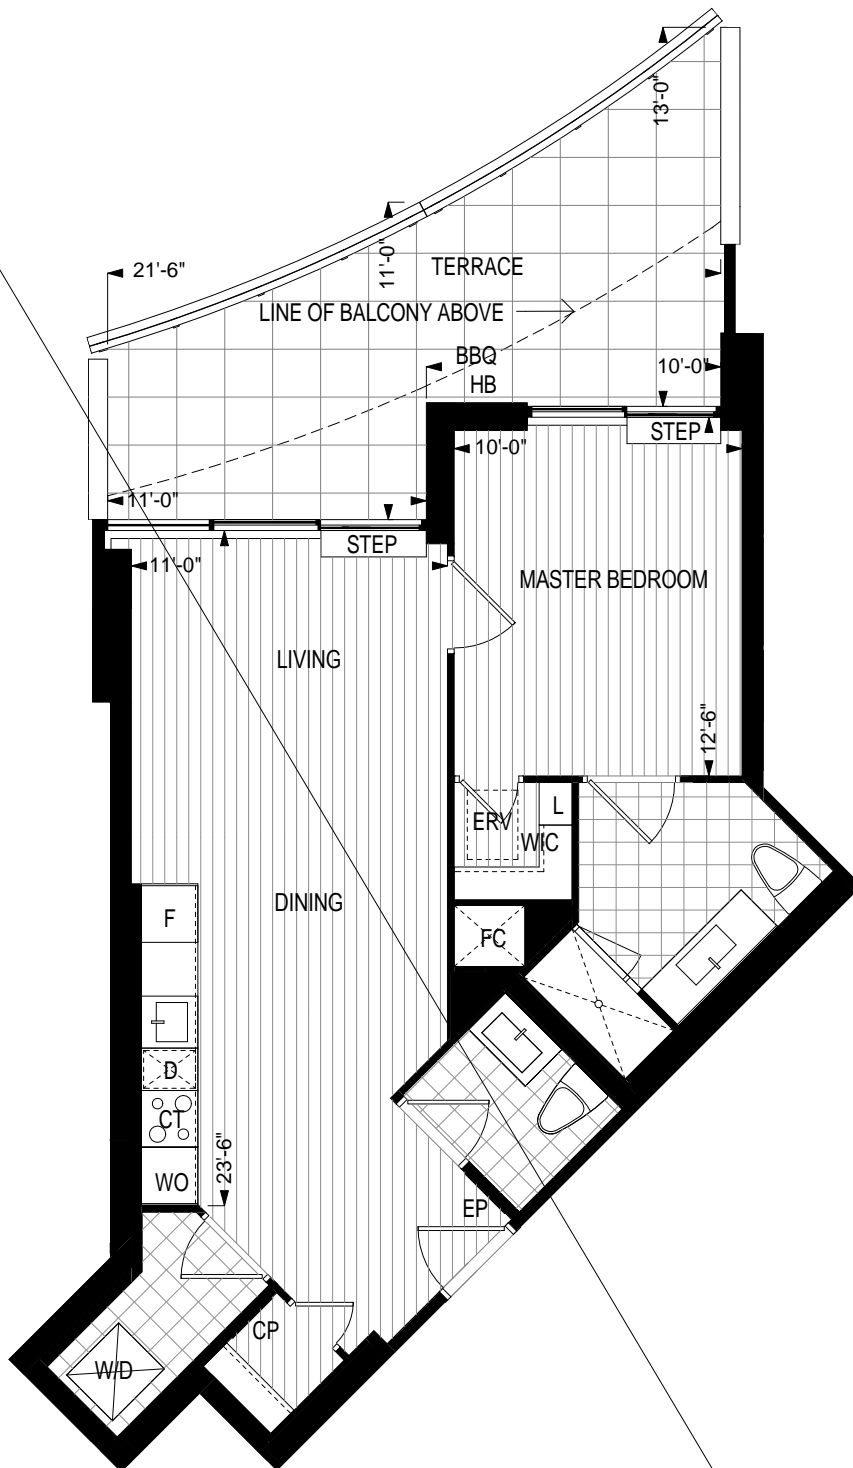 13'-0"
21'-6"
11'-0"
TERRACE
LINE OF BALCONY ABOVE
BBQ
HB
10'-0"
STEP
10'-0"
11'-0"
STEP
11'-0"
MASTER BEDROOM
LIVING
12'-6"
L
ERV
WIC
DINING
F
FC
D
CT
WO
23'-6"
EP
CP
W/D